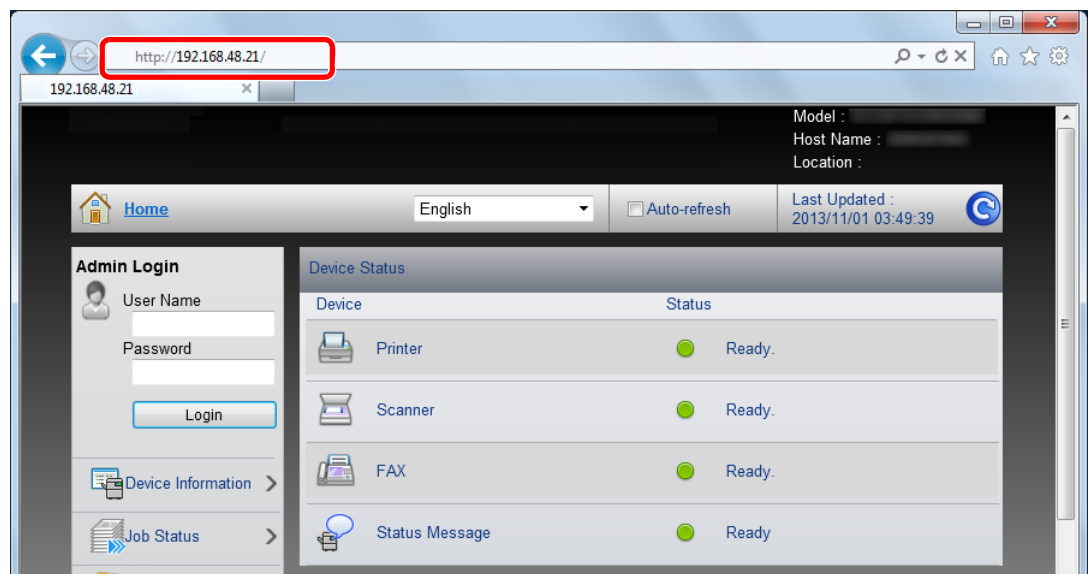 http://192.168.48.21/
192.168.48.21
Model :
Host Name :
Location :
Home
English
Auto-refresh
Last Updated :
2013/11/01 03:49:39
Admin Login
User Name
Password
Login
Device Information
Job Status
Device Status
Device Status
Printer Ready.
Scanner Ready.
FAX Ready.
Status Message Ready